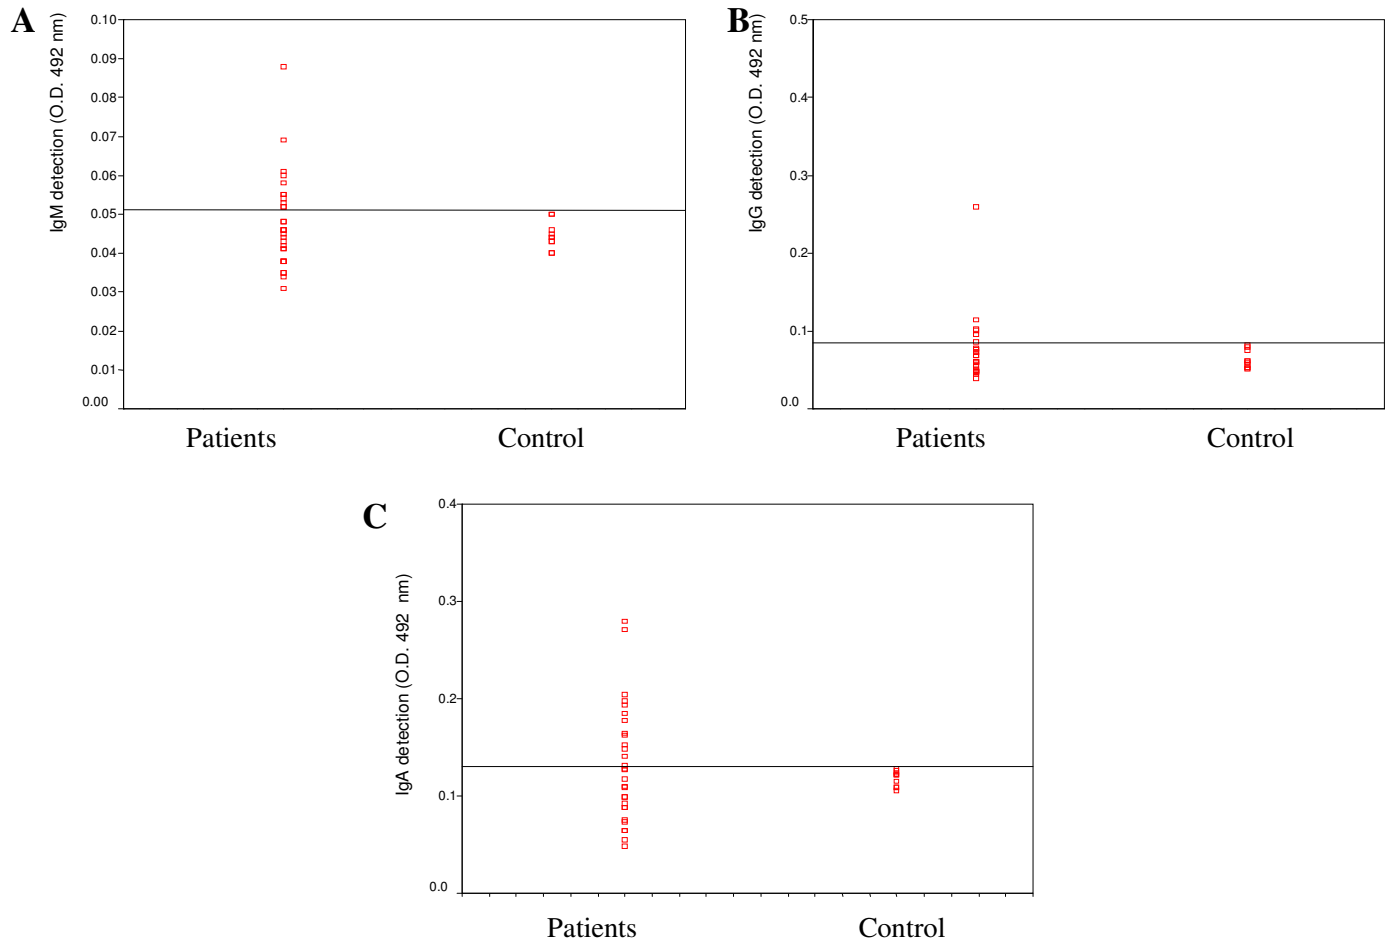 A
IgM detection (O.D. 492 nm)
0.10
0.09
0.08
0.07
0.06
0.05
0.04
0.03
0.02
0.01
0.00
Patients Control
B
IgG detection (O.D. 492 nm)
0.5
0.4
0.3
0.2
0.1
0.0
Patients Control
C
IgA detection (O.D. 492 nm)
0.4
0.3
0.2
0.1
0.0
Patients Control